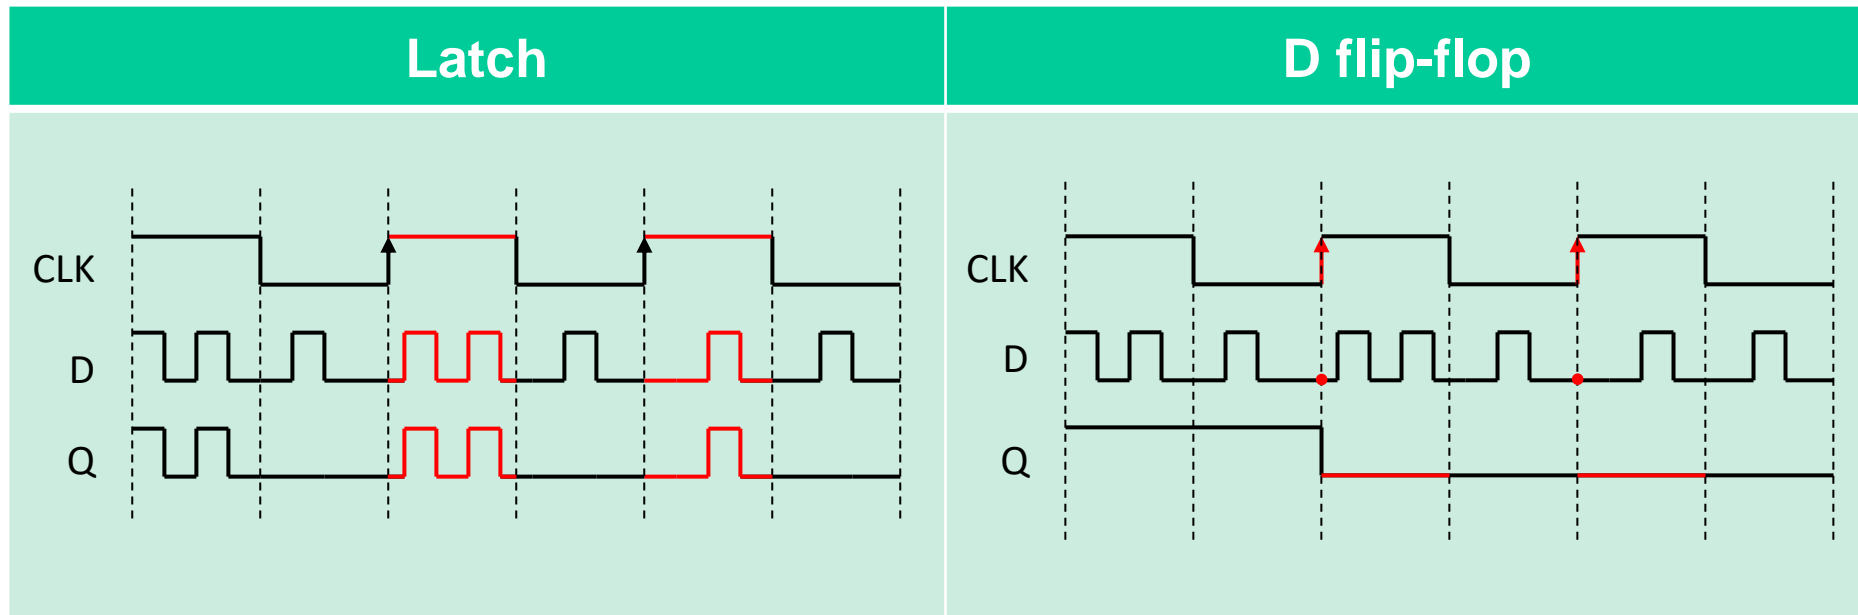 Latch
D flip-flop
CLK
D
Q
CLK
D
Q